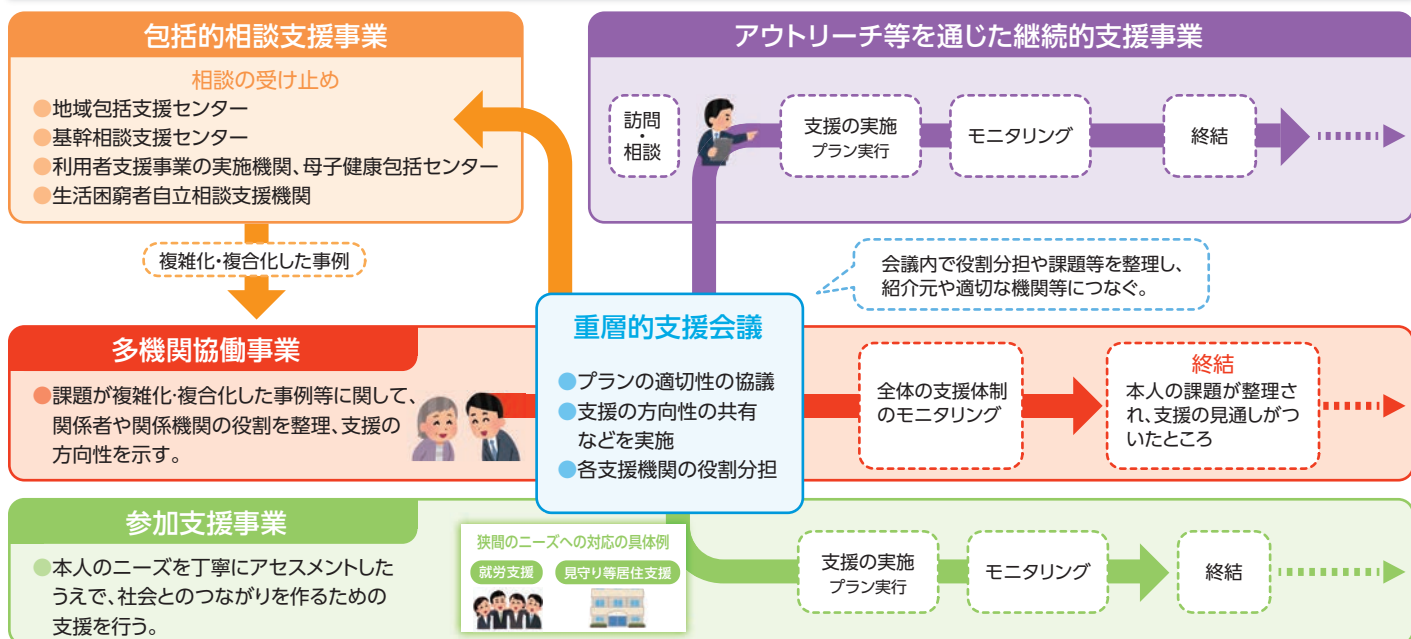 包括的相談支援事業
相談の受け止め
●地域包括支援センター
●基幹相談支援センター
●利用者支援事業の実施機関、母子健康包括センター
●生活困窮者自立相談支援機関
複雑化・複合化した事例
アウトリーチ等を通じた継続的支援事業
訪問
・
相談
支援の実施
プラン実行
モニタリング
終結
会議内で役割分担や課題等を整理し、
紹介元や適切な機関等につなぐ。
多機関協働事業
●課題が複雑化・複合化した事例等に関して、
関係者や関係機関の役割を整理、支援の
方向性を示す。
重層的支援会議
●プランの適切性の協議
●支援の方向性の共有
などを実施
●各支援機関の役割分担
全体の支援体制
のモニタリング
終結
本人の課題が整理さ
れ、支援の見通しがつ
いたところ
参加支援事業
●本人のニーズを丁寧にアセスメントした
うえで、社会とのつながりを作るための
支援を行う。
狭間のニーズへの対応の具体例
就労支援
見守り等居住支援
支援の実施
プラン実行
モニタリング
終結